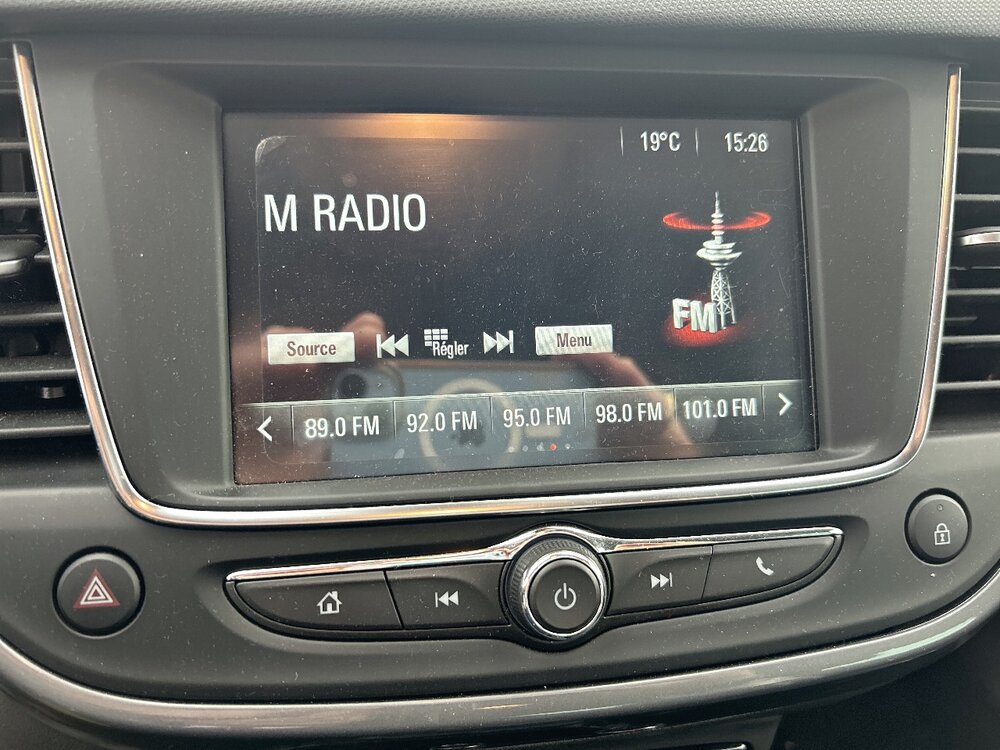 19°C 15:26
M RADIO
FM
Source Régler Menu
89.0 FM 92.0 FM 95.0 FM 98.0 FM 101.0 FM